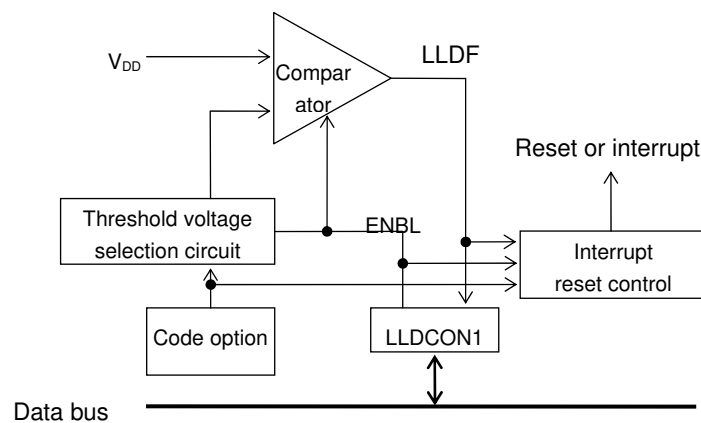 LLDF
V_DD
Compar
ator
Reset or interrupt
Threshold voltage
selection circuit
ENBL
Interrupt
reset control
Code option
LLDCON1
Data bus